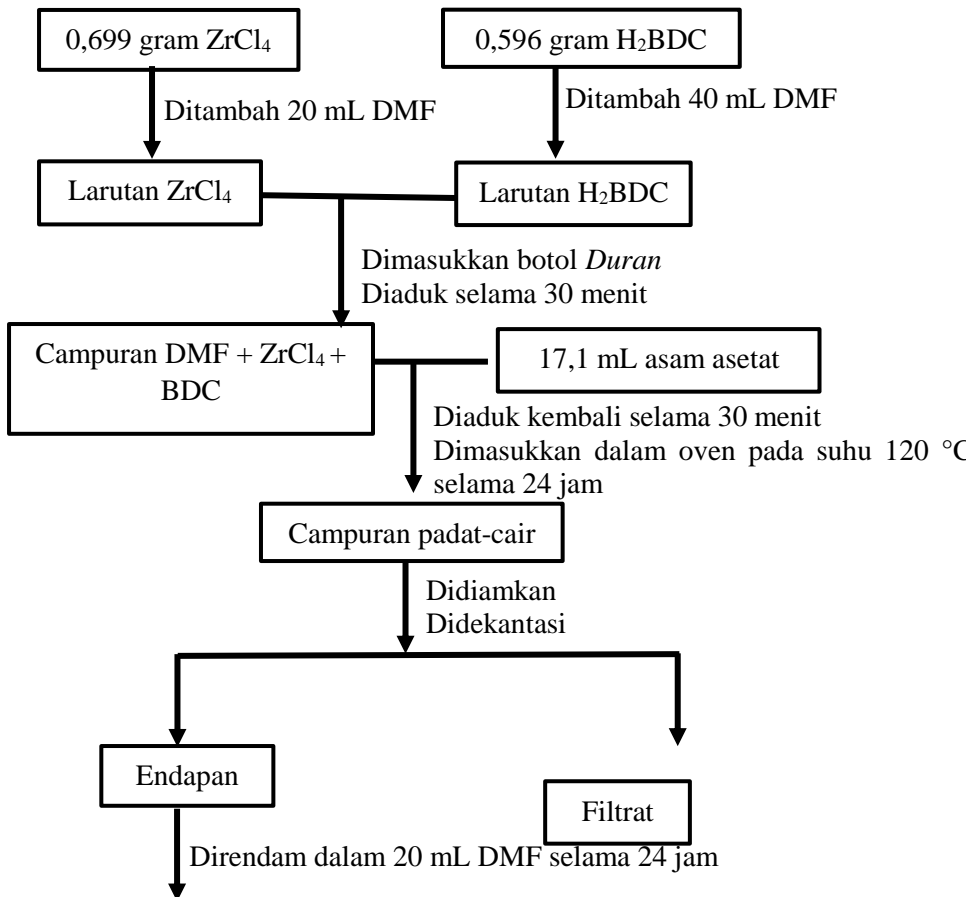 0,699 gram ZrCl₄
0,596 gram H₂BDC
Ditambah 20 mL DMF
Ditambah 40 mL DMF
Larutan ZrCl₄
Larutan H₂BDC
Dimasukkan botol Duran
Diaduk selama 30 menit
Campuran DMF + ZrCl₄ +
BDC
17,1 mL asam asetat
Diaduk kembali selama 30 menit
Dimasukkan dalam oven pada suhu 120 °C
selama 24 jam
Campuran padat-cair
Didiamkan
Didekantasi
Endapan
Filtrat
Direndam dalam 20 mL DMF selama 24 jam